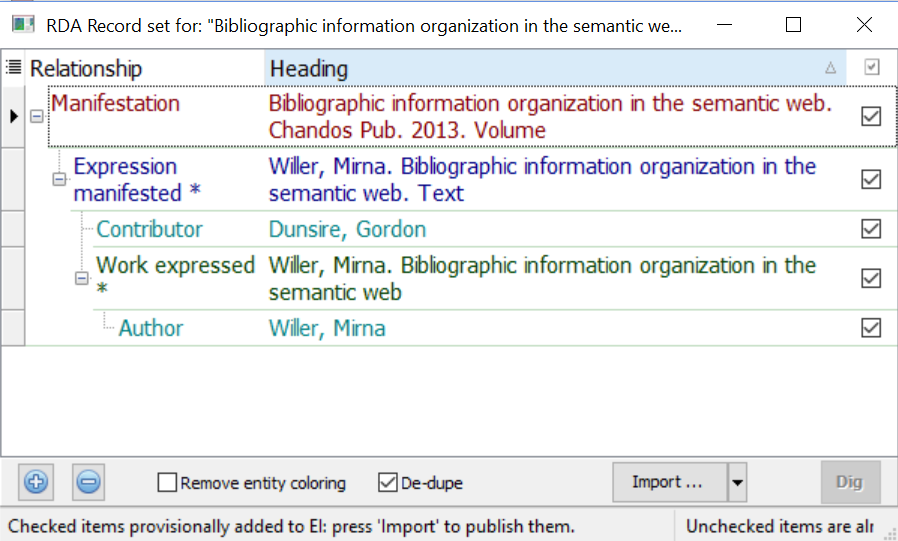 RDA Record set for: "Bibliographic information organization in the semantic we...
Relationship Heading
Manifestation Bibliographic information organization in the semantic web.
Chandos Pub. 2013. Volume
Expression Willer, Mirna. Bibliographic information organization in the
manifested * semantic web. Text
Contributor Dunsire, Gordon
Work expressed Willer, Mirna. Bibliographic information organization in the
* semantic web
Author Willer, Mirna
Remove entity coloring De-dupe Import ... Dig
Checked items provisionally added to EI: press 'Import' to publish them. Unchecked items are alr